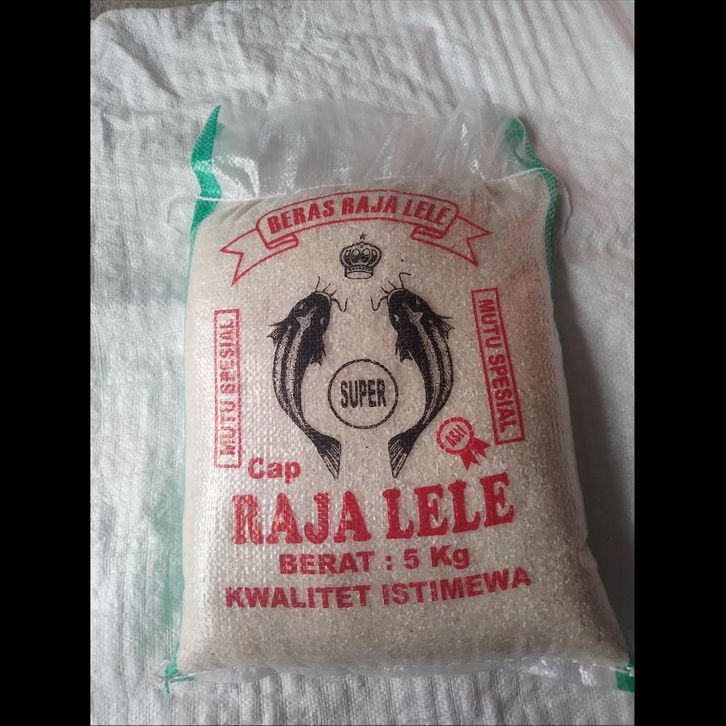 BERAS RAJA LELE
MUTU SPESIAL
MUTU SPESIAL
SUPER
ASLI
Cap
RAJA LELE
BERAT : 5 Kg
KWALITET ISTIMEWA